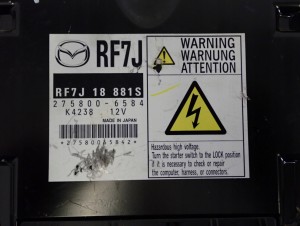 RF7J
RF7J 18 881S
275800-6584
K4238 12V
MADE IN JAPAN
*27580065842*
WARNING
WARNUNG
ATTENTION
Hazardous high voltage.
Turn the starter switch to the LOCK position
if it is necessary to check or repair
the computer, harness, or connectors.